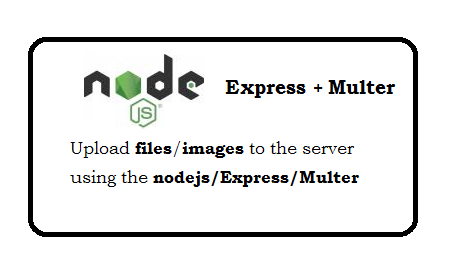 node
JS
Express + Multer
Upload files/images to the server
using the nodejs/Express/Multer